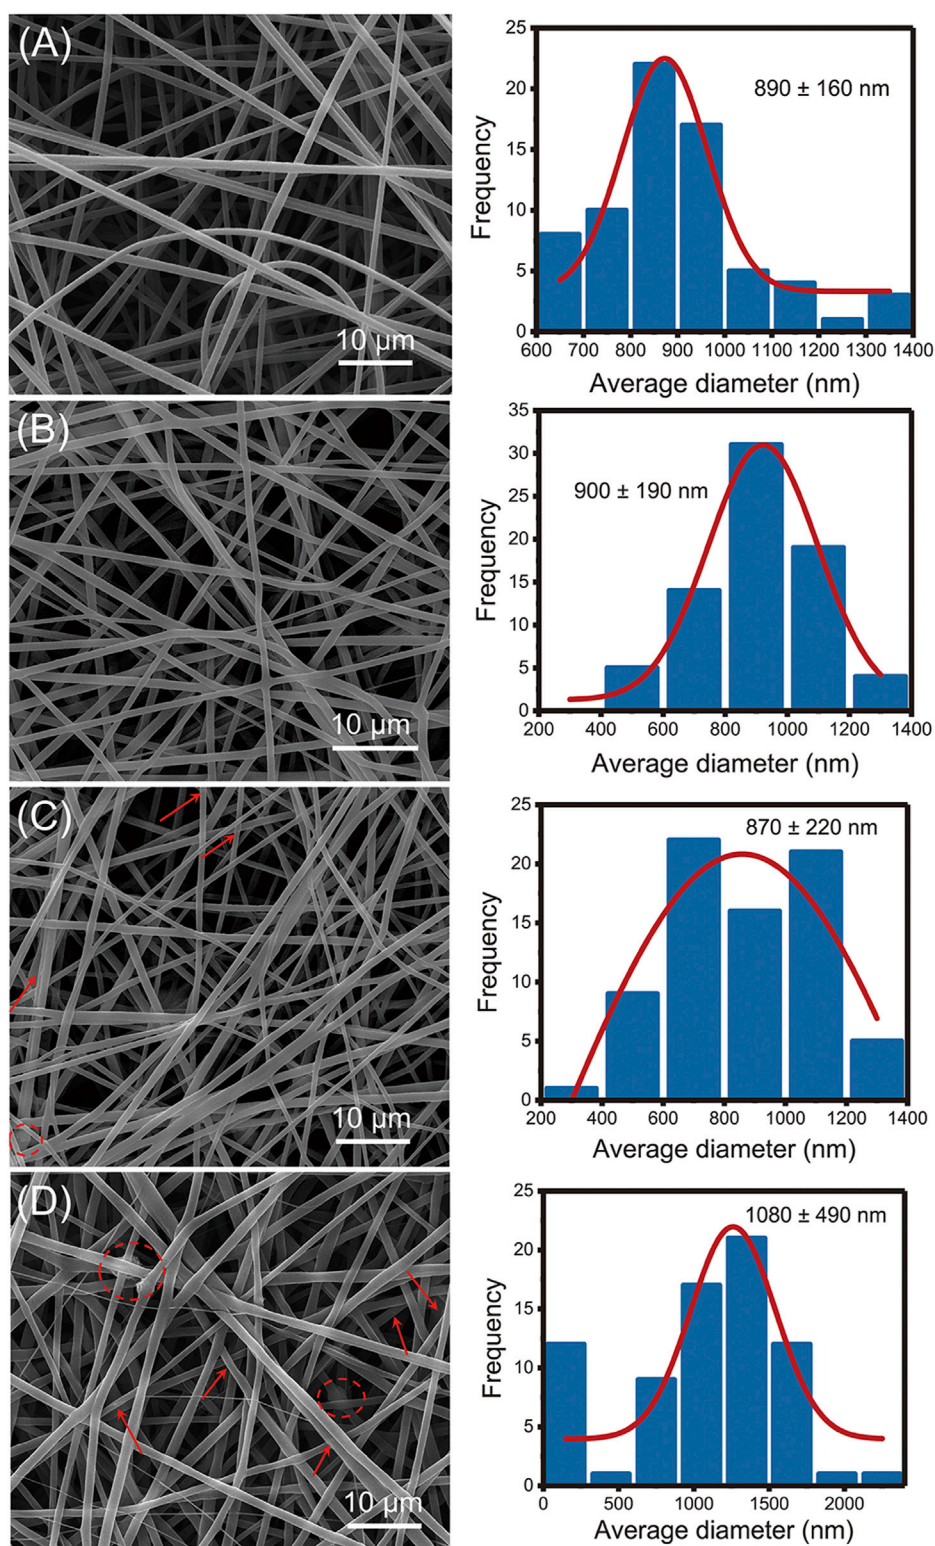 (A)
10 µm
25
20
15
10
5
0
Frequency
890 ± 160 nm
600 700 800 900 1000 1100 1200 1300 1400
Average diameter (nm)
(B)
10 µm
35
30
25
20
15
10
5
0
Frequency
900 ± 190 nm
200 400 600 800 1000 1200 1400
Average diameter (nm)
(C)
10 µm
25
20
15
10
5
0
Frequency
870 ± 220 nm
200 400 600 800 1000 1200 1400
Average diameter (nm)
(D)
10 µm
25
20
15
10
5
0
Frequency
1080 ± 490 nm
0 500 1000 1500 2000
Average diameter (nm)